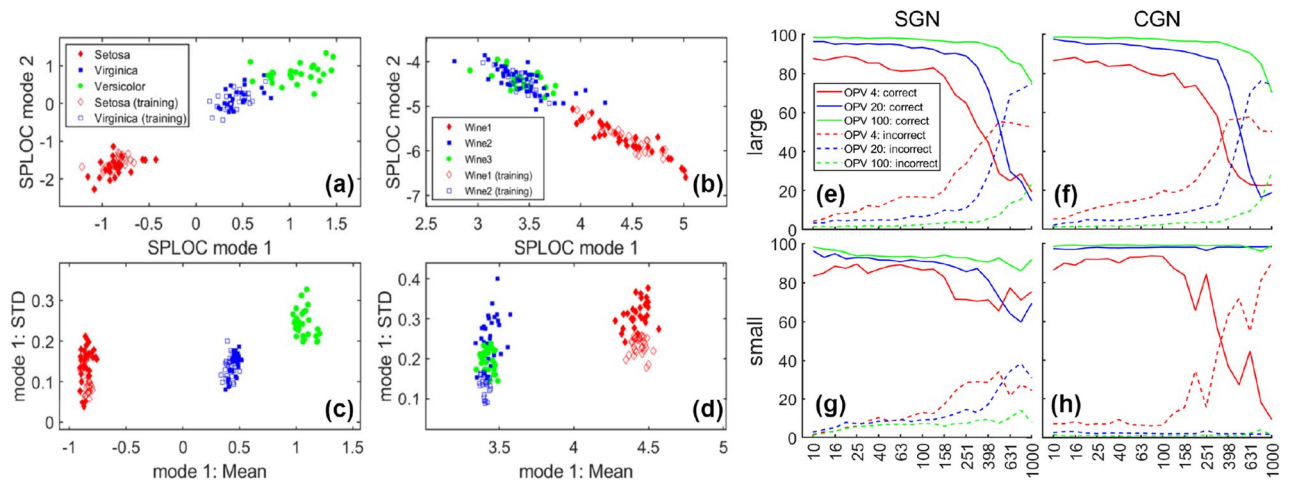 SGN
CGN
SPLOC mode 2
1
0
-1
-2
Setosa
Virginica
Versicolor
Setosa (training)
Virginica (training)
(a)
-1
-0.5
0
0.5
1
1.5
SPLOC mode 1
SPLOC mode 2
-4
-5
-6
-7
Wine1
Wine2
Wine3
Wine1 (training)
Wine2 (training)
(b)
2.5
3
3.5
4
4.5
5
SPLOC mode 1
mode 1: STD
0.3
0.2
0.1
0
(c)
-1
-0.5
0
0.5
1
1.5
mode 1: Mean
mode 1: STD
0.4
0.3
0.2
0.1
(d)
3.5
4
4.5
5
mode 1: Mean
large
100
80
60
40
20
0
OPV 4: correct
OPV 20: correct
OPV 100: correct
OPV 4: incorrect
OPV 20: incorrect
OPV 100: incorrect
(e)
(f)
small
100
80
60
40
20
0
(g)
(h)
10
16
25
40
63
100
158
251
398
631
1000
10
16
25
40
63
100
158
251
398
631
1000